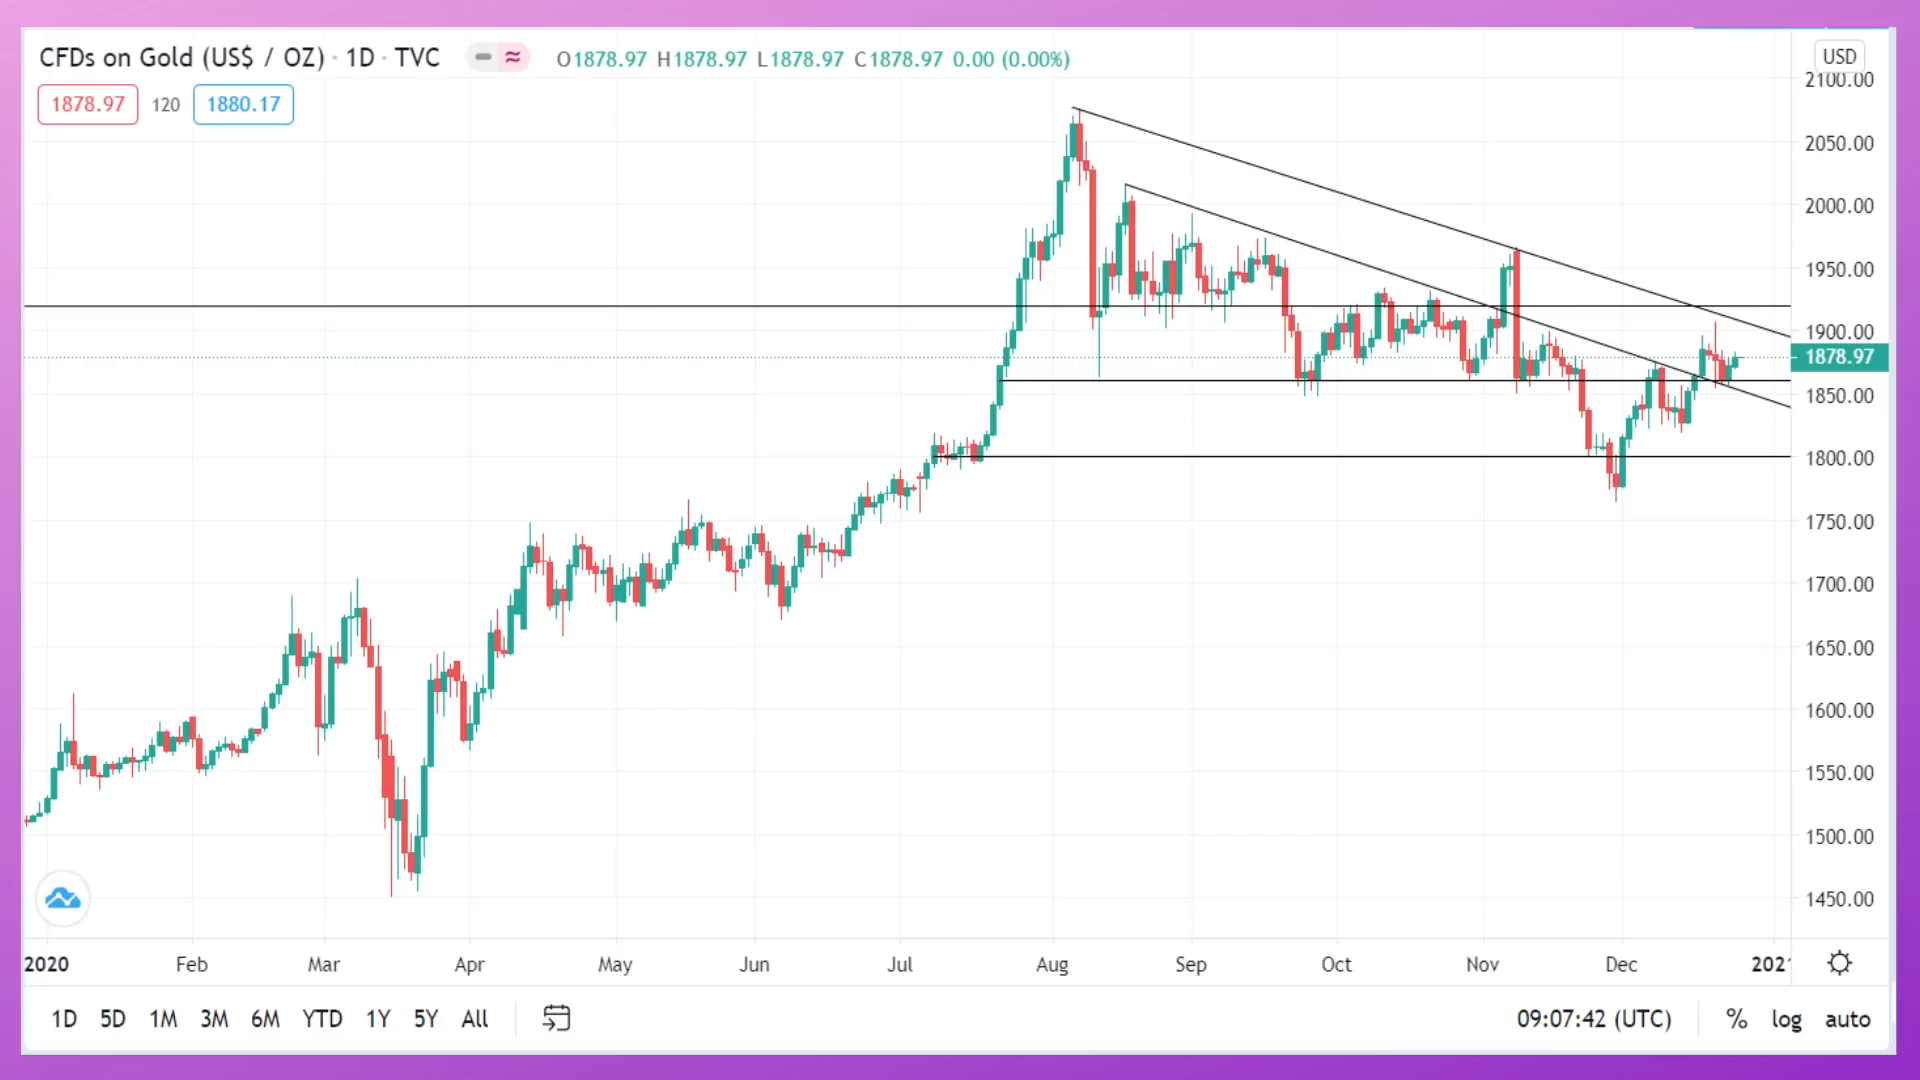 CFDs on Gold (US$ / OZ) · 1D · TVC
O1878.97 H1878.97 L1878.97 C1878.97 0.00 (0.00%)
USD
1878.97 120 1880.17
2100.00
2050.00
2000.00
1950.00
1900.00
1878.97
1850.00
1800.00
1750.00
1700.00
1650.00
1600.00
1550.00
1500.00
1450.00
2020 Feb Mar Apr May Jun Jul Aug Sep Oct Nov Dec
1D 5D 1M 3M 6M YTD 1Y 5Y All 09:07:42 (UTC) % log auto